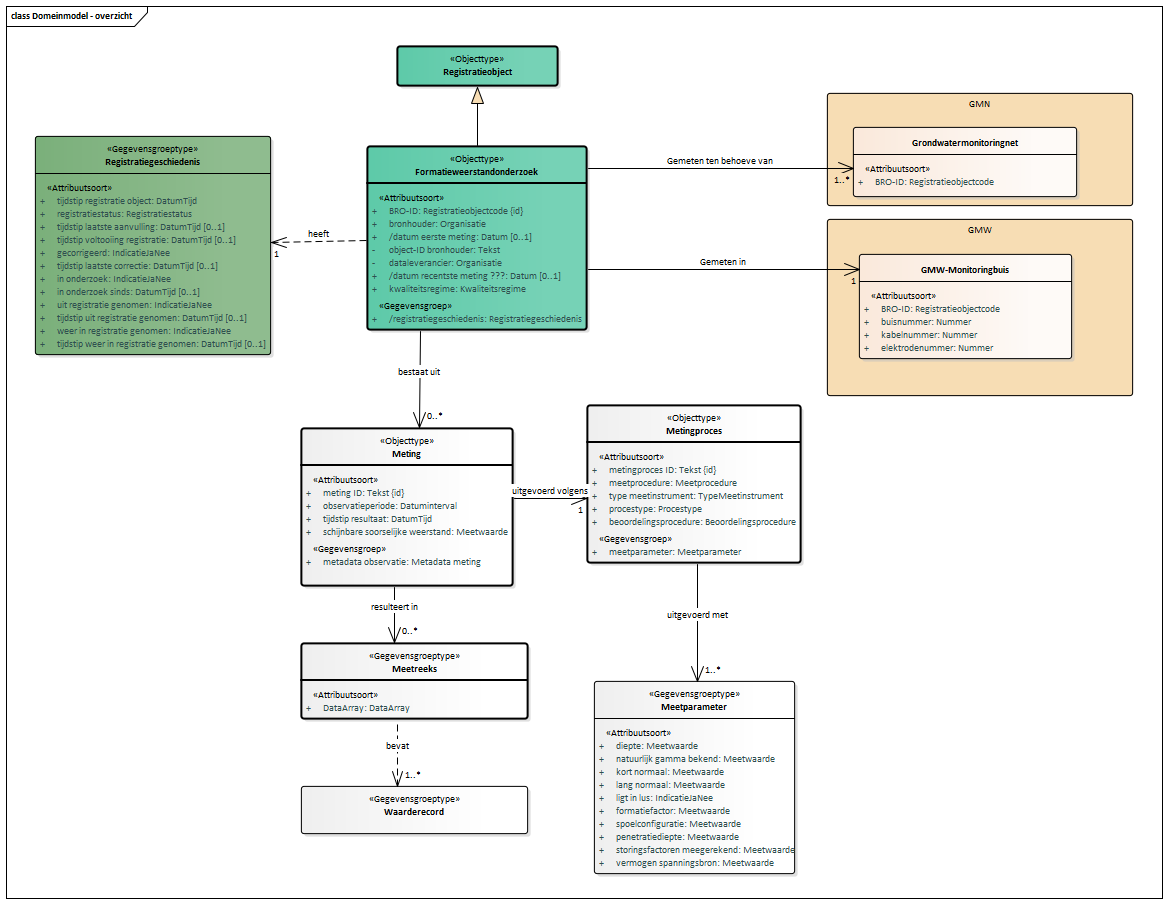 class Domeinmodel - overzicht
«Objecttype»
Registratieobject
GMN
Grondwatermonitoringnet
«Attribuutsoort»
+ BRO-ID: Registratieobjectcode
Gemeten ten behoeve van
1..*
«Gegevensgroeptype»
Registratiegeschiedenis
«Attribuutsoort»
+ tijdstip registratie object: DatumTijd
+ registratiestatus: Registratiestatus
+ tijdstip laatste aanvulling: DatumTijd [0..1]
+ tijdstip voltooiing registratie: DatumTijd [0..1]
+ gecorrigeerd: IndicatieJaNee
+ tijdstip laatste correctie: DatumTijd [0..1]
+ in onderzoek: IndicatieJaNee
+ in onderzoek sinds: DatumTijd [0..1]
+ uit registratie genomen: IndicatieJaNee
+ tijdstip uit registratie genomen: DatumTijd [0..1]
+ weer in registratie genomen: IndicatieJaNee
+ tijdstip weer in registratie genomen: DatumTijd [0..1]
heeft
1
«Objecttype»
Formatieweerstandonderzoek
«Attribuutsoort»
+ BRO-ID: Registratieobjectcode {id}
+ bronhouder: Organisatie
+ /datum eerste meting: Datum [0..1]
- object-ID bronhouder: Tekst
- dataleverancier: Organisatie
+ /datum recentste meting ???: Datum [0..1]
+ kwaliteitsregime: Kwaliteitsregime
«Gegevensgroep»
+ /registratiegeschiedenis: Registratiegeschiedenis
Gemeten in
1
GMW
GMW-Monitoringbuis
«Attribuutsoort»
+ BRO-ID: Registratieobjectcode
+ buisnummer: Nummer
+ kabelnummer: Nummer
+ elektrodenummer: Nummer
bestaat uit
0..*
«Objecttype»
Meting
«Attribuutsoort»
+ meting ID: Tekst {id}
+ observatieperiode: Datuminterval
+ tijdstip resultaat: DatumTijd
+ schijnbare soorselijke weerstand: Meetwaarde
«Gegevensgroep»
+ metadata observatie: Metadata meting
uitgevoerd volgens
1
«Objecttype»
Metingproces
«Attribuutsoort»
+ metingproces ID: Tekst {id}
+ meetprocedure: Meetprocedure
+ type meetinstrument: TypeMeetinstrument
+ procestype: Procestype
+ beoordelingsprocedure: Beoordelingsprocedure
«Gegevensgroep»
+ meetparameter: Meetparameter
resulteert in
0..*
«Gegevensgroeptype»
Meetreeks
«Attribuutsoort»
+ DataArray: DataArray
bevat
1..*
«Gegevensgroeptype»
Waarderecord
uitgevoerd met
1..*
«Gegevensgroeptype»
Meetparameter
«Attribuutsoort»
+ diepte: Meetwaarde
+ natuurlijk gamma bekend: Meetwaarde
+ kort normaal: Meetwaarde
+ lang normaal: Meetwaarde
+ ligt in lus: IndicatieJaNee
+ formatiefactor: Meetwaarde
+ spoelconfiguratie: Meetwaarde
+ penetratiediepte: Meetwaarde
+ storingsfactoren meegerekend: Meetwaarde
+ vermogen spanningsbron: Meetwaarde